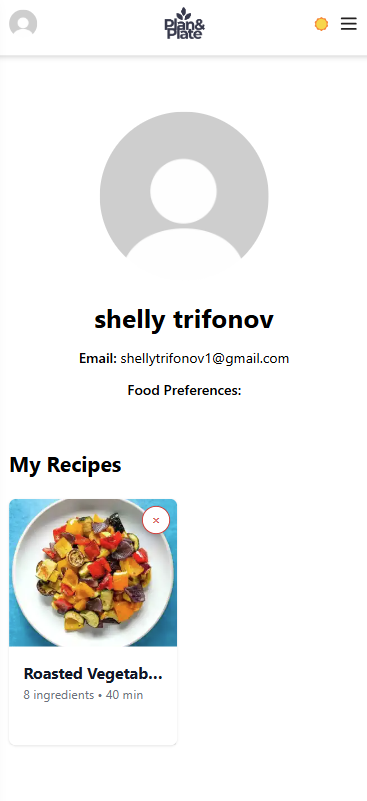 Plan&
Plate
shelly trifonov
Email: shellytrifonov1@gmail.com
Food Preferences:
My Recipes
×
Roasted Vegetab...
8 ingredients • 40 min